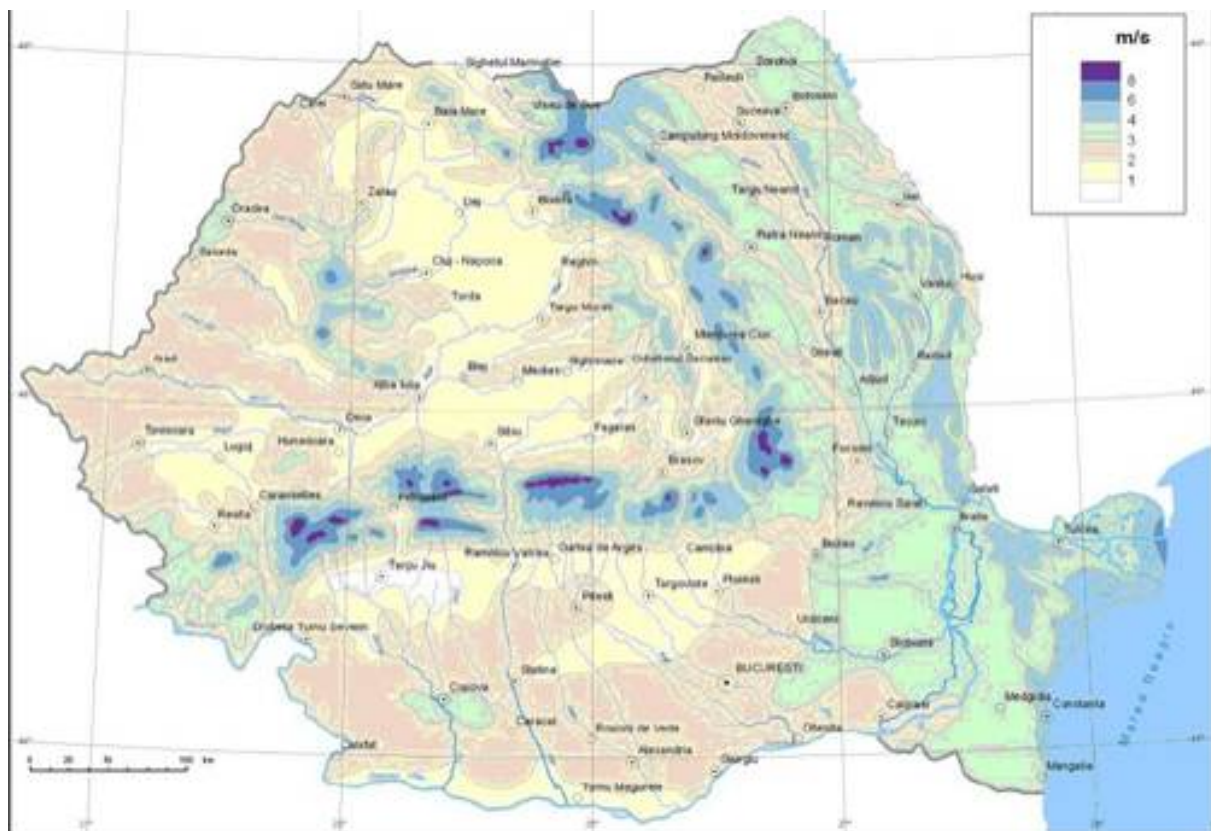 m/s
8
6
4
3
2
1
Sighetul Marmatiei
Satu Mare
Carei
Baia Mare
Viseu de Sus
Radauti
Dorohoi
Botosani
Suceava
Campulung Moldovenesc
Zalau
Dej
Bistrita
Targu Neamt
Iasi
Oradea
Piatra Neamt
Roman
Salonta
Cluj - Napoca
Reghin
Vaslui
Husi
Turda
Targu Mures
Bacau
Miercurea Ciuc
Arad
Blaj
Medias
Sighisoara
Odorheiul Secuiesc
Onesti
Barlad
Alba Iulia
Adjud
Deva
Timisoara
Lugoj
Hunedoara
Sibiu
Fagaras
Sfantu Gheorghe
Tecuci
Brasov
Focsani
Caransebes
Resita
Petrosani
Ramnicu Sarat
Galati
Braila
Tulcea
Targu Jiu
Ramnicu Valcea
Curtea de Arges
Campina
Buzau
Pitesti
Targoviste
Ploiesti
Urziceni
Drobeta Turnu Severin
Slobozia
BUCURESTI
Slatina
Craiova
Medgidia
Constanta
Calarasi
Caracal
Rosiorii de Vede
Oltenita
Calafat
Alexandria
Giurgiu
Mangalia
Turnu Magurele
Marea Neagra
km